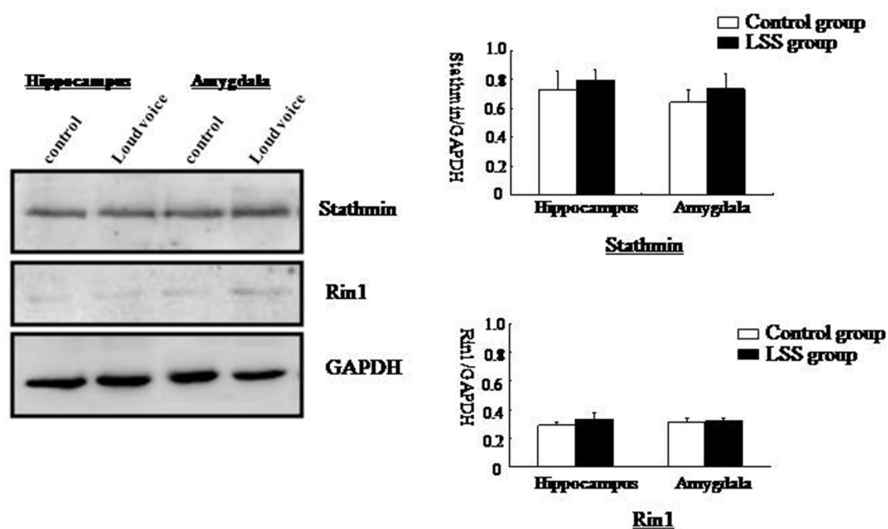 Hippocampus Amygdala
control Loud voice control Loud voice
Stathmin
Rin1
GAPDH
Control group
LSS group
Stathmin/GAPDH
1.0
0.8
0.6
0.4
0.2
0
Hippocampus Amygdala
Stathmin
Control group
LSS group
Rin1/GAPDH
1.0
0.8
0.6
0.4
0.2
0
Hippocampus Amygdala
Rin1